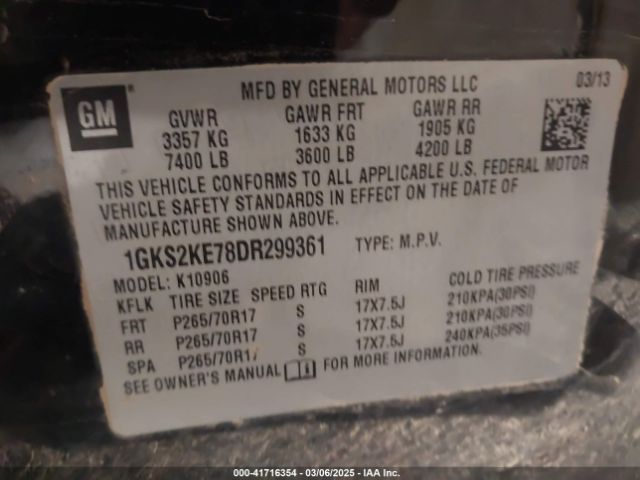 MFD BY GENERAL MOTORS LLC 03/13
GM ®
GVWR GAWR FRT GAWR RR
3357 KG 1633 KG 1905 KG
7400 LB 3600 LB 4200 LB
THIS VEHICLE CONFORMS TO ALL APPLICABLE U.S. FEDERAL MOTOR
VEHICLE SAFETY STANDARDS IN EFFECT ON THE DATE OF
MANUFACTURE SHOWN ABOVE.
1GKS2KE78DR299361 TYPE: M.P.V.
MODEL: K10906
KFLK TIRE SIZE SPEED RTG RIM COLD TIRE PRESSURE
FRT P265/70R17 S 17X7.5J 210KPA(30PSI)
RR P265/70R17 S 17X7.5J 210KPA(30PSI)
SPA P265/70R17 S 17X7.5J 240KPA(35PSI)
SEE OWNER'S MANUAL FOR MORE INFORMATION.
000-41716354 - 03/06/2025 - IAA Inc.